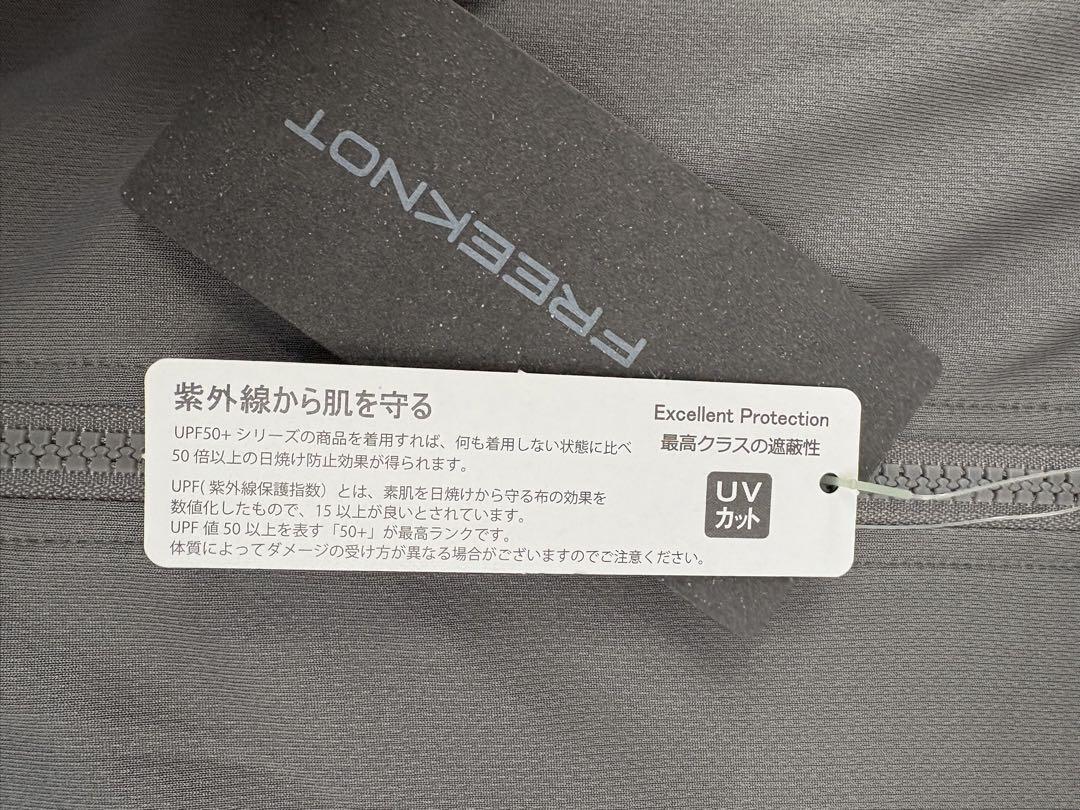 FREEKNOT
紫外線から肌を守る
UPF50+ シリーズの商品を着用すれば、何も着用しない状態に比べ
50 倍以上の日焼け防止効果が得られます。
UPF( 紫外線保護指数）とは、素肌を日焼けから守る布の効果を
数値化したもので、15 以上が良いとされています。
UPF 値 50 以上を表す「50+」が最高ランクです。
体質によってダメージの受け方が異なる場合がございますのでご注意ください。
Excellent Protection
最高クラスの遮蔽性
UV
カット